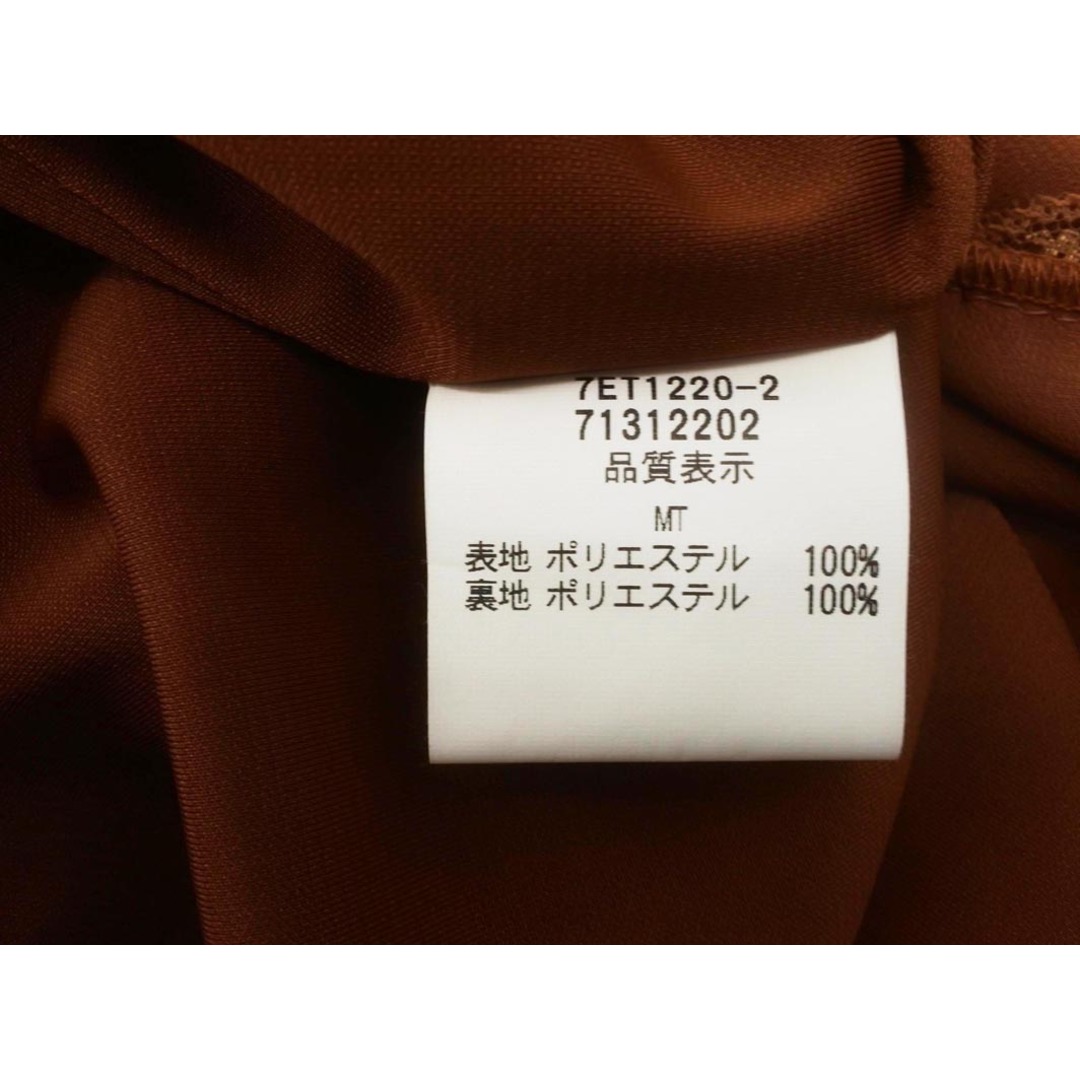 7ET1220-2
71312202
品質表示
MT
表地 ポリエステル 100%
裏地 ポリエステル 100%